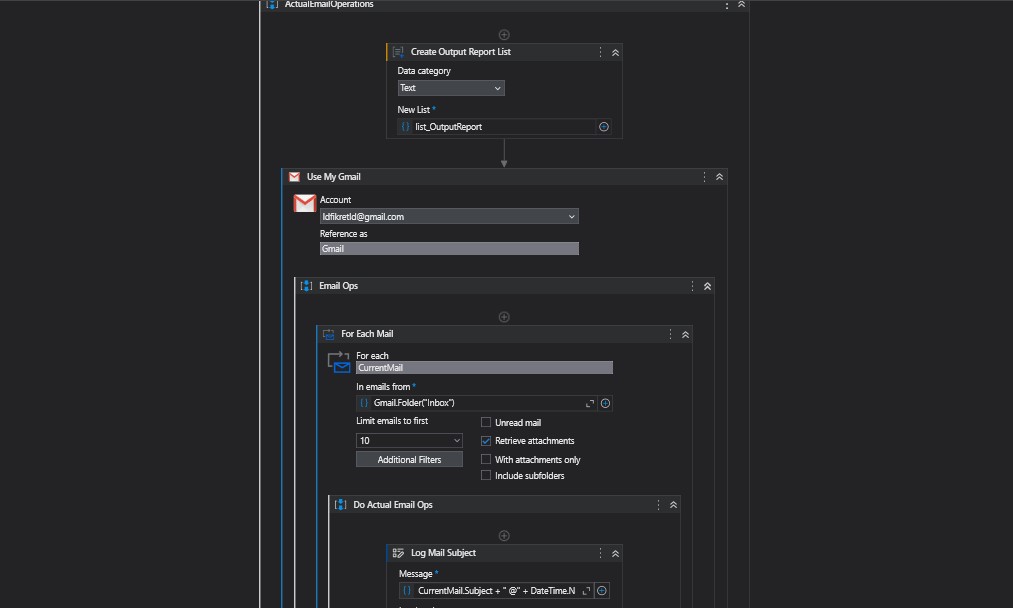 ActualEmailOperations
Create Output Report List
Data category
Text
New List *
list_OutputReport
Use My Gmail
Account
ldfikretld@gmail.com
Reference as
Gmail
Email Ops
For Each Mail
For each
CurrentMail
In emails from *
Gmail.Folder("Inbox")
Limit emails to first
Unread mail
10
Retrieve attachments
Additional Filters
With attachments only
Include subfolders
Do Actual Email Ops
Log Mail Subject
Message *
CurrentMail.Subject + " @" + DateTime.N